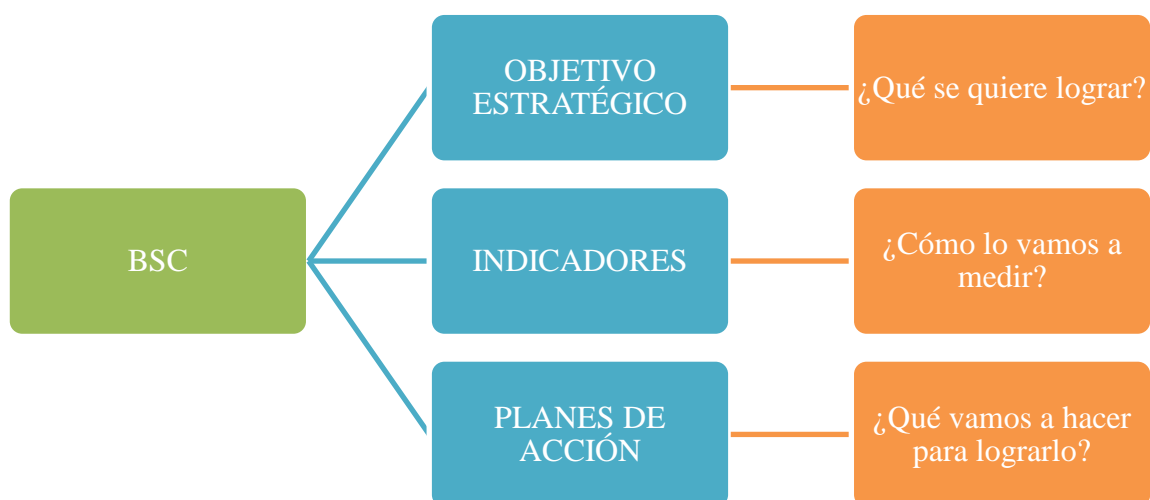 OBJETIVO
ESTRATÉGICO
¿Qué se quiere lograr?
BSC
INDICADORES
¿Cómo lo vamos a
medir?
PLANES DE
ACCIÓN
¿Qué vamos a hacer
para lograrlo?